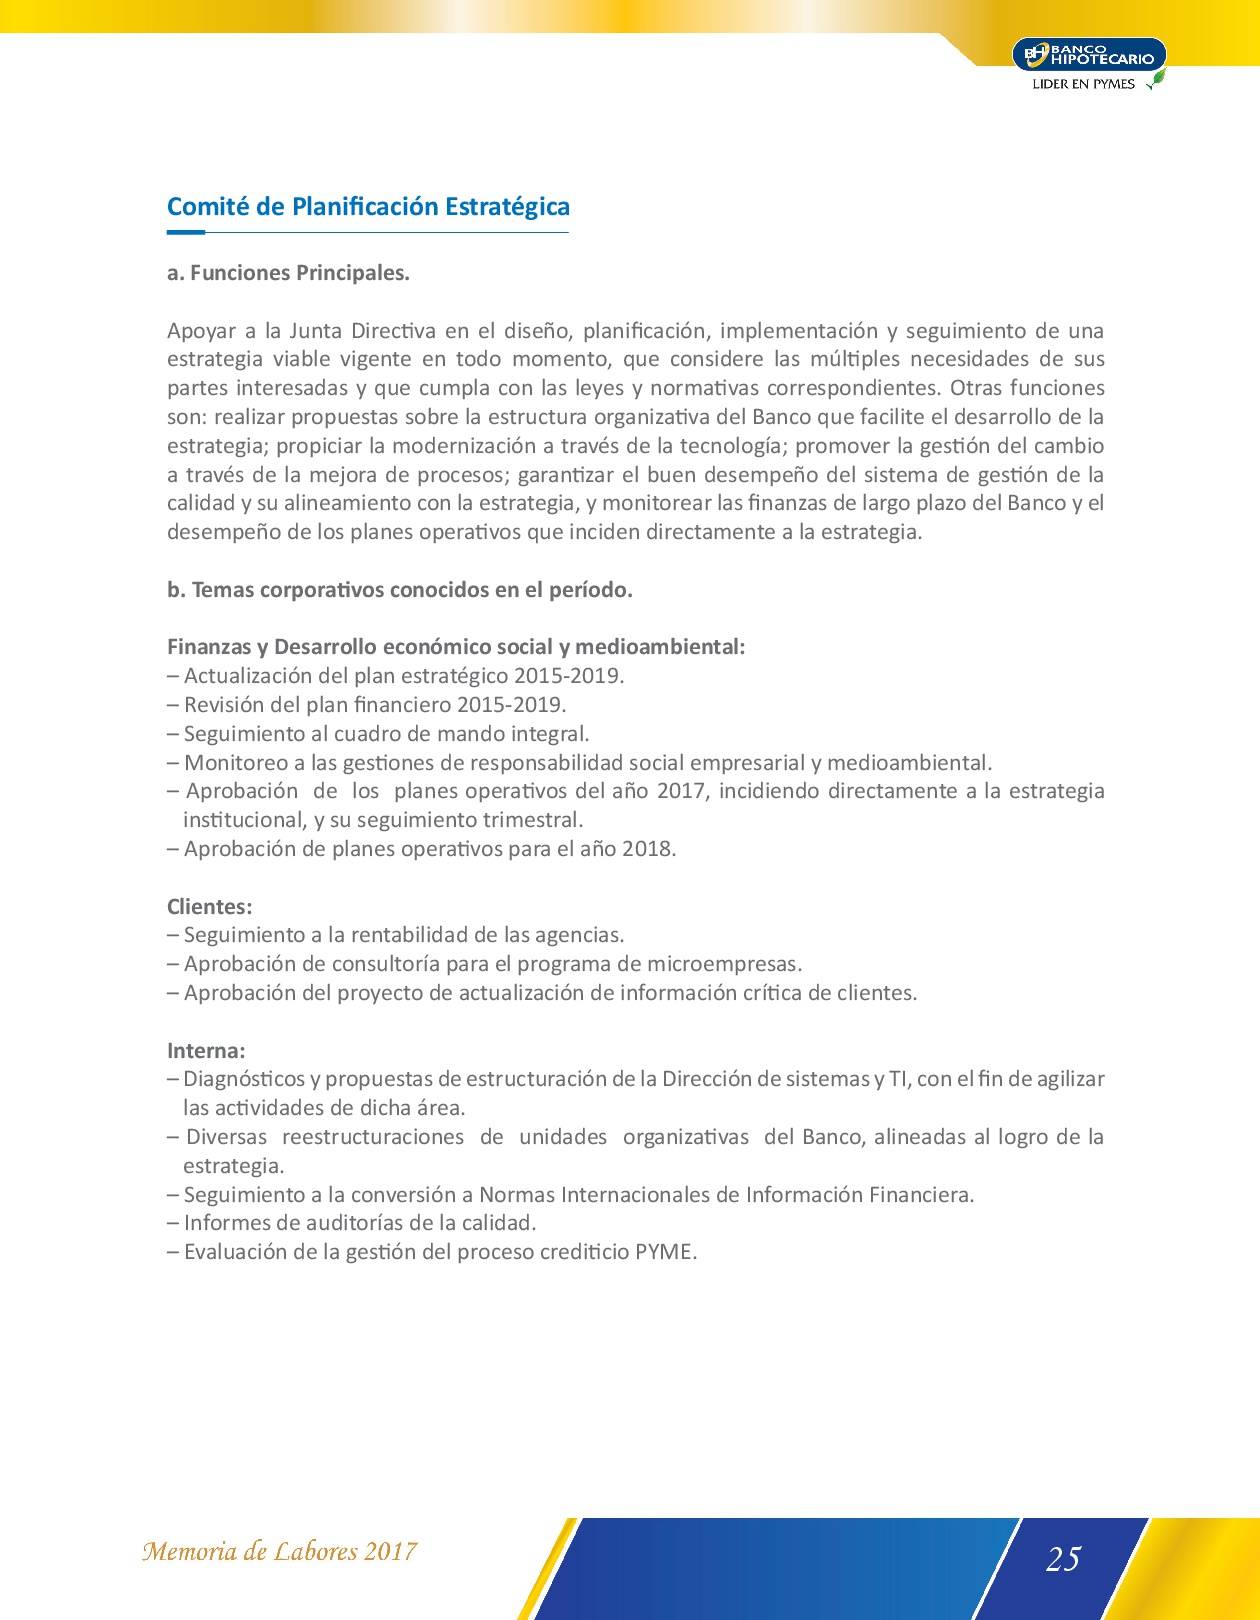 BH BANCO
HIPOTECARIO
LIDER EN PYMES
Comité de Planificación Estratégica
a. Funciones Principales.
Apoyar a la Junta Directiva en el diseño, planificación, implementación y seguimiento de una
estrategia viable vigente en todo momento, que considere las múltiples necesidades de sus
partes interesadas y que cumpla con las leyes y normativas correspondientes. Otras funciones
son: realizar propuestas sobre la estructura organizativa del Banco que facilite el desarrollo de la
estrategia; propiciar la modernización a través de la tecnología; promover la gestión del cambio
a través de la mejora de procesos; garantizar el buen desempeño del sistema de gestión de la
calidad y su alineamiento con la estrategia, y monitorear las finanzas de largo plazo del Banco y el
desempeño de los planes operativos que inciden directamente a la estrategia.
b. Temas corporativos conocidos en el período.
Finanzas y Desarrollo económico social y medioambiental:
– Actualización del plan estratégico 2015-2019.
– Revisión del plan financiero 2015-2019.
– Seguimiento al cuadro de mando integral.
– Monitoreo a las gestiones de responsabilidad social empresarial y medioambiental.
– Aprobación de los planes operativos del año 2017, incidiendo directamente a la estrategia
institucional, y su seguimiento trimestral.
– Aprobación de planes operativos para el año 2018.
Clientes:
– Seguimiento a la rentabilidad de las agencias.
– Aprobación de consultoría para el programa de microempresas.
– Aprobación del proyecto de actualización de información crítica de clientes.
Interna:
– Diagnósticos y propuestas de estructuración de la Dirección de sistemas y TI, con el fin de agilizar
las actividades de dicha área.
– Diversas reestructuraciones de unidades organizativas del Banco, alineadas al logro de la
estrategia.
– Seguimiento a la conversión a Normas Internacionales de Información Financiera.
– Informes de auditorías de la calidad.
– Evaluación de la gestión del proceso crediticio PYME.
Memoria de Labores 2017
25